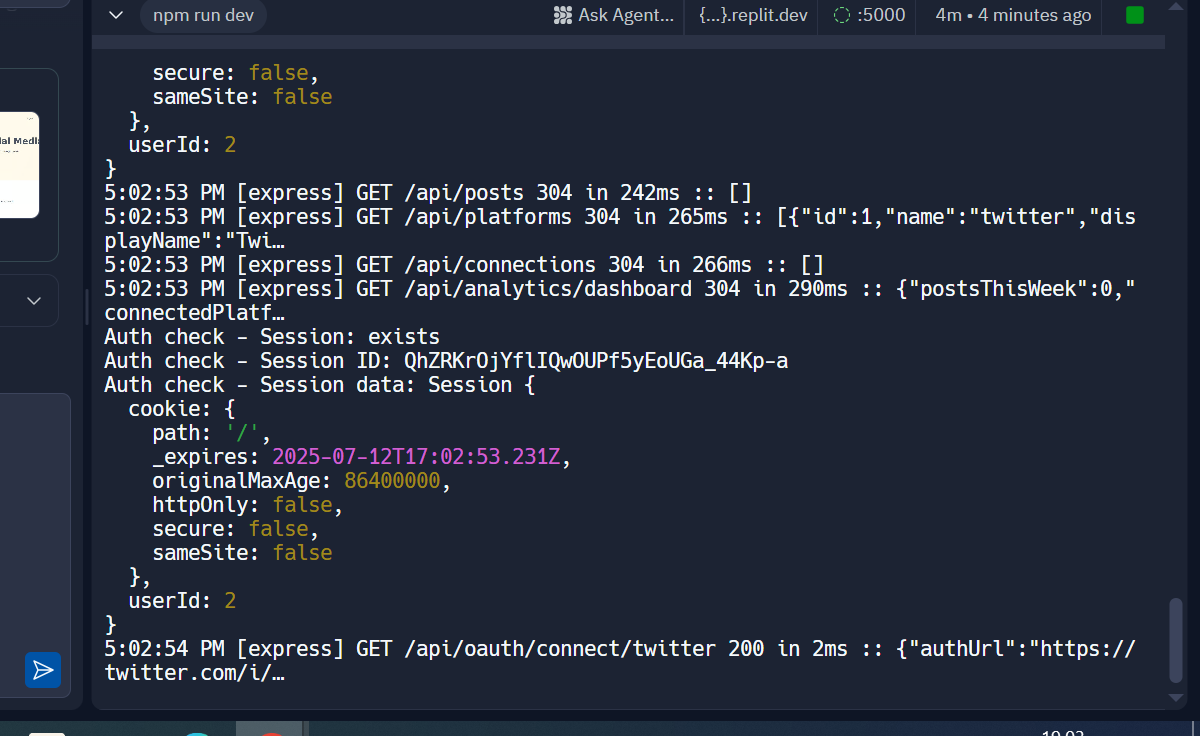 npm run dev
Ask Agent...
{...}.replit.dev
:5000
4m • 4 minutes ago
secure: false,
sameSite: false
},
userId: 2
}
5:02:53 PM [express] GET /api/posts 304 in 242ms :: []
5:02:53 PM [express] GET /api/platforms 304 in 265ms :: [{"id":1,"name":"twitter","dis
playName":"Twi…
5:02:53 PM [express] GET /api/connections 304 in 266ms :: []
5:02:53 PM [express] GET /api/analytics/dashboard 304 in 290ms :: {"postsThisWeek":0,"
connectedPlatf…
Auth check - Session: exists
Auth check - Session ID: QhZRKrOjYflIQwOUPf5yEoUGa_44Kp-a
Auth check - Session data: Session {
cookie: {
path: '/',
_expires: 2025-07-12T17:02:53.231Z,
originalMaxAge: 86400000,
httpOnly: false,
secure: false,
sameSite: false
},
userId: 2
}
5:02:54 PM [express] GET /api/oauth/connect/twitter 200 in 2ms :: {"authUrl":"https://
twitter.com/i/…